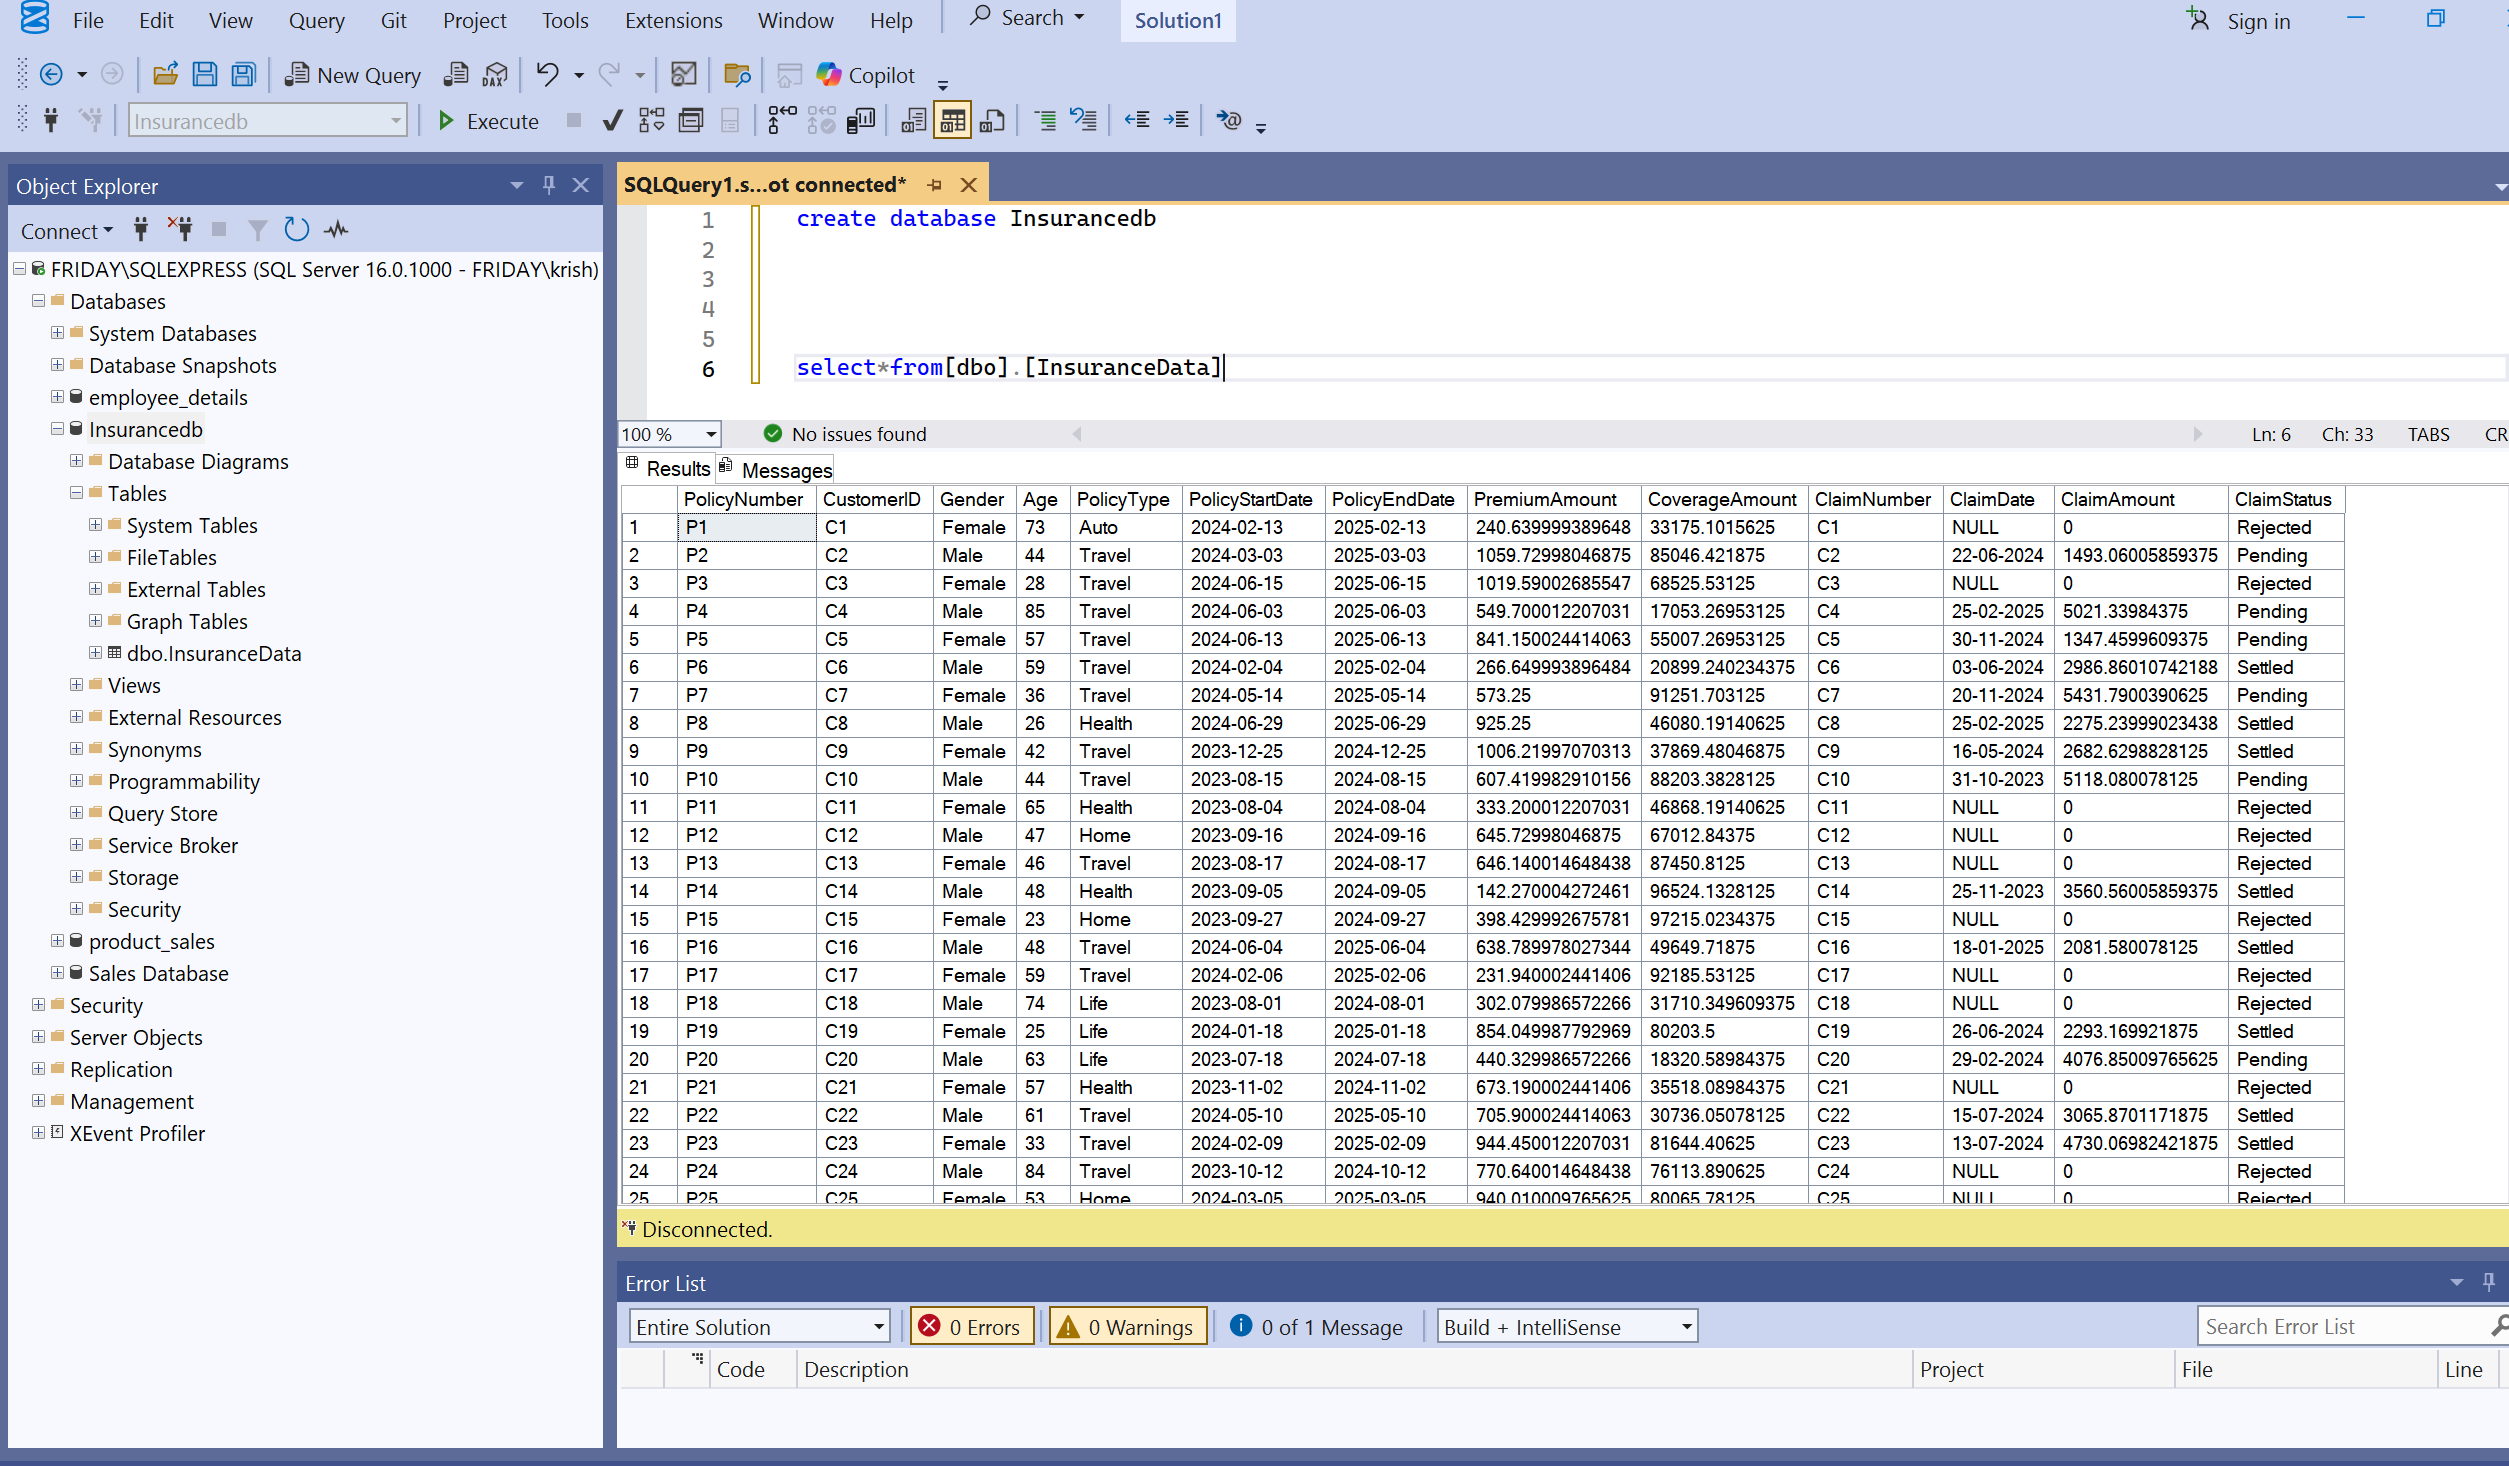 File Edit View Query Git Project Tools Extensions Window Help Search Solution1 Sign in
New Query DAX Copilot
Insurancedb Execute
Object Explorer
Connect
FRIDAY\SQLEXPRESS (SQL Server 16.0.1000 - FRIDAY\krish)
Databases
System Databases
Database Snapshots
employee_details
Insurancedb
Database Diagrams
Tables
System Tables
FileTables
External Tables
Graph Tables
dbo.InsuranceData
Views
External Resources
Synonyms
Programmability
Query Store
Service Broker
Storage
Security
product_sales
Sales Database
Security
Server Objects
Replication
Management
XEvent Profiler
SQLQuery1.s...ot connected*
1 create database Insurancedb
2
3
4
5
6 select*from[dbo].[InsuranceData]
100 % No issues found Ln: 6 Ch: 33 TABS CR
Results Messages
PolicyNumber CustomerID Gender Age PolicyType PolicyStartDate PolicyEndDate PremiumAmount CoverageAmount ClaimNumber ClaimDate ClaimAmount ClaimStatus
1 P1 C1 Female 73 Auto 2024-02-13 2025-02-13 240.639999389648 33175.1015625 C1 NULL 0 Rejected
2 P2 C2 Male 44 Travel 2024-03-03 2025-03-03 1059.72998046875 85046.421875 C2 22-06-2024 1493.06005859375 Pending
3 P3 C3 Female 28 Travel 2024-06-15 2025-06-15 1019.59002685547 68525.53125 C3 NULL 0 Rejected
4 P4 C4 Male 85 Travel 2024-06-03 2025-06-03 549.700012207031 17053.26953125 C4 25-02-2025 5021.33984375 Pending
5 P5 C5 Female 57 Travel 2024-06-13 2025-06-13 841.150024414063 55007.26953125 C5 30-11-2024 1347.4599609375 Pending
6 P6 C6 Male 59 Travel 2024-02-04 2025-02-04 266.649993896484 20899.240234375 C6 03-06-2024 2986.86010742188 Settled
7 P7 C7 Female 36 Travel 2024-05-14 2025-05-14 573.25 91251.703125 C7 20-11-2024 5431.7900390625 Pending
8 P8 C8 Male 26 Health 2024-06-29 2025-06-29 925.25 46080.19140625 C8 25-02-2025 2275.23999023438 Settled
9 P9 C9 Female 42 Travel 2023-12-25 2024-12-25 1006.21997070313 37869.48046875 C9 16-05-2024 2682.6298828125 Settled
10 P10 C10 Male 44 Travel 2023-08-15 2024-08-15 607.419982910156 88203.3828125 C10 31-10-2023 5118.080078125 Pending
11 P11 C11 Female 65 Health 2023-08-04 2024-08-04 333.200012207031 46868.19140625 C11 NULL 0 Rejected
12 P12 C12 Male 47 Home 2023-09-16 2024-09-16 645.72998046875 67012.84375 C12 NULL 0 Rejected
13 P13 C13 Female 46 Travel 2023-08-17 2024-08-17 646.140014648438 87450.8125 C13 NULL 0 Rejected
14 P14 C14 Male 48 Health 2023-09-05 2024-09-05 142.270004272461 96524.1328125 C14 25-11-2023 3560.56005859375 Settled
15 P15 C15 Female 23 Home 2023-09-27 2024-09-27 398.429992675781 97215.0234375 C15 NULL 0 Rejected
16 P16 C16 Male 48 Travel 2024-06-04 2025-06-04 638.789978027344 49649.71875 C16 18-01-2025 2081.580078125 Settled
17 P17 C17 Female 59 Travel 2024-02-06 2025-02-06 231.940002441406 92185.53125 C17 NULL 0 Rejected
18 P18 C18 Male 74 Life 2023-08-01 2024-08-01 302.079986572266 31710.349609375 C18 NULL 0 Rejected
19 P19 C19 Female 25 Life 2024-01-18 2025-01-18 854.049987792969 80203.5 C19 26-06-2024 2293.169921875 Settled
20 P20 C20 Male 63 Life 2023-07-18 2024-07-18 440.329986572266 18320.58984375 C20 29-02-2024 4076.85009765625 Pending
21 P21 C21 Female 57 Health 2023-11-02 2024-11-02 673.190002441406 35518.08984375 C21 NULL 0 Rejected
22 P22 C22 Male 61 Travel 2024-05-10 2025-05-10 705.900024414063 30736.05078125 C22 15-07-2024 3065.8701171875 Settled
23 P23 C23 Female 33 Travel 2024-02-09 2025-02-09 944.450012207031 81644.40625 C23 13-07-2024 4730.06982421875 Settled
24 P24 C24 Male 84 Travel 2023-10-12 2024-10-12 770.640014648438 76113.890625 C24 NULL 0 Rejected
25 P25 C25 Female 53 Home 2024-03-05 2025-03-05 940.010009765625 80065.78125 C25 NULL 0 Rejected
Disconnected.
Error List
Entire Solution 0 Errors 0 Warnings 0 of 1 Message Build + IntelliSense Search Error List
Code Description Project File Line